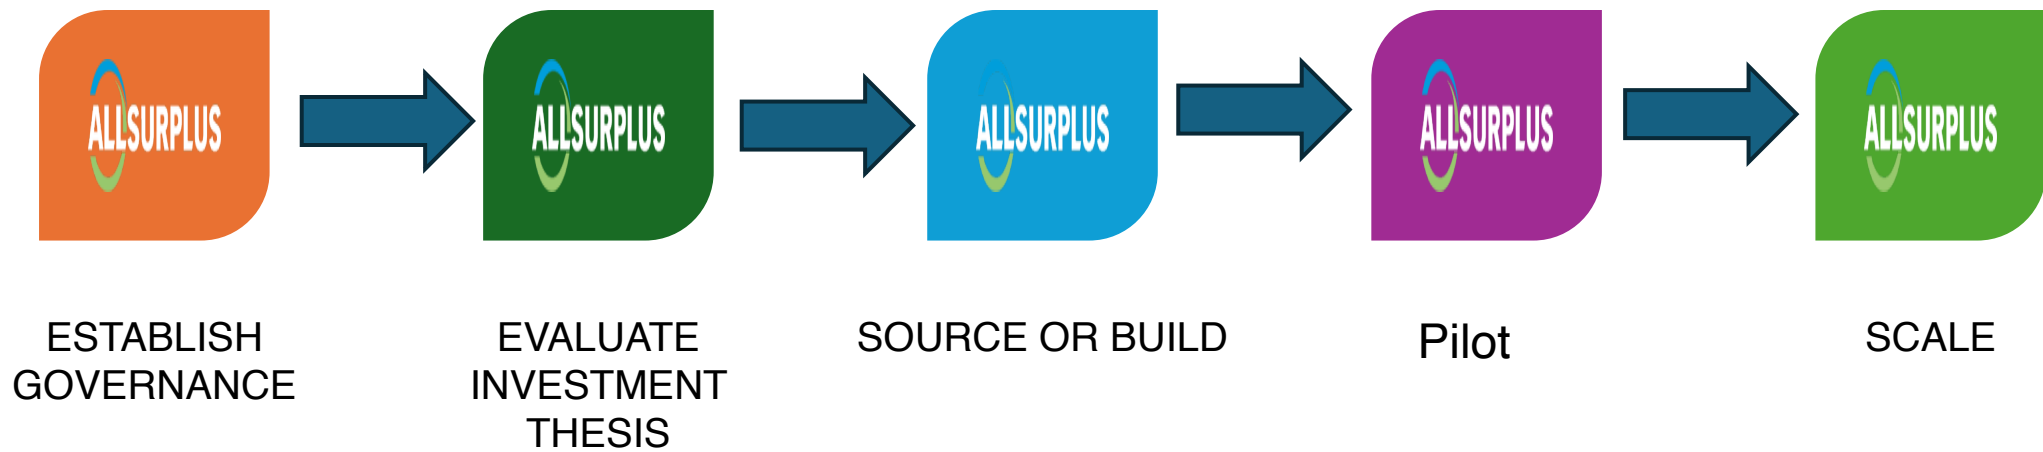 ALLSURPLUS
ALLSURPLUS
ALLSURPLUS
ALLSURPLUS
ALLSURPLUS
ESTABLISH
GOVERNANCE
EVALUATE
INVESTMENT
THESIS
SOURCE OR BUILD
Pilot
SCALE